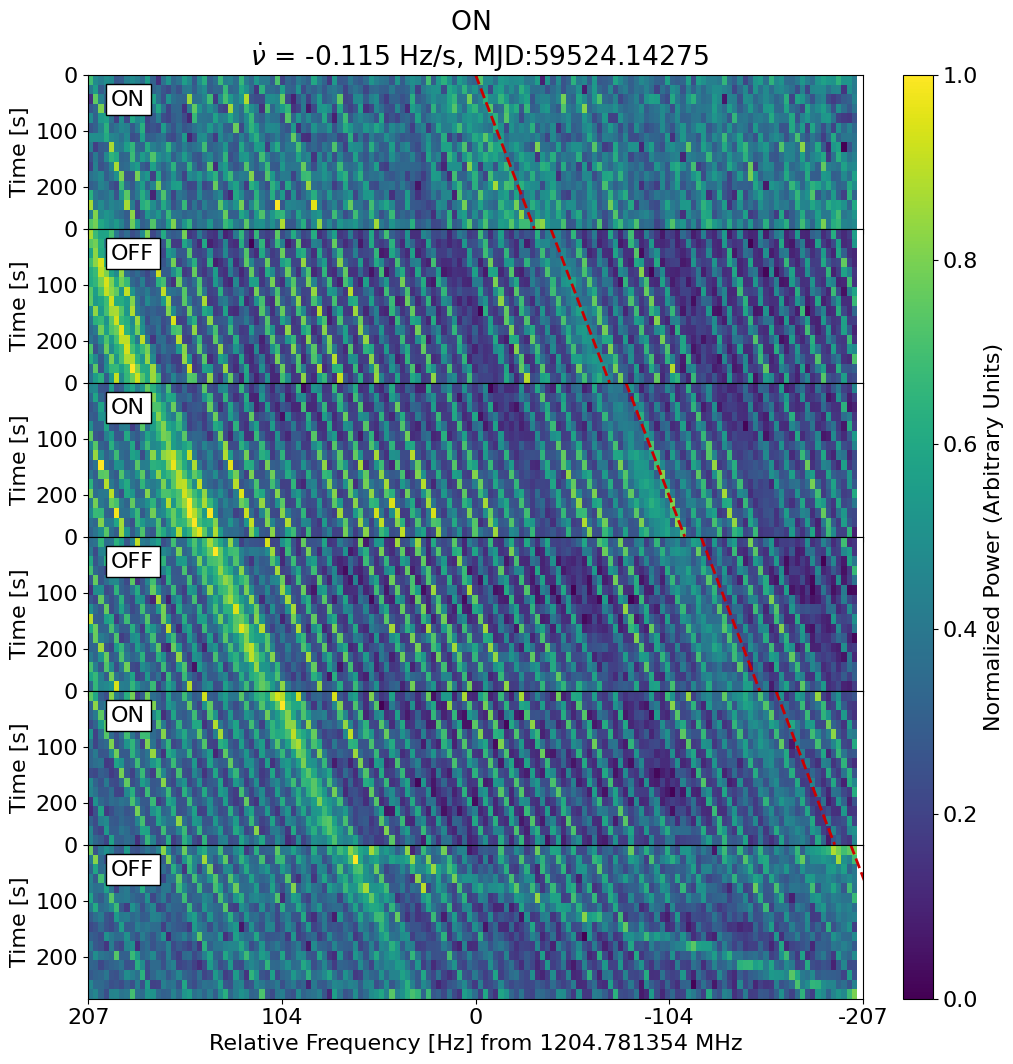 ON
ν̇ = -0.115 Hz/s, MJD:59524.14275
0
100
200
Time [s]
ON
0
100
200
Time [s]
OFF
0
100
200
Time [s]
ON
0
100
200
Time [s]
OFF
0
100
200
Time [s]
ON
0
100
200
Time [s]
OFF
207
104
0
-104
-207
Relative Frequency [Hz] from 1204.781354 MHz
1.0
0.8
0.6
0.4
0.2
0.0
Normalized Power (Arbitrary Units)